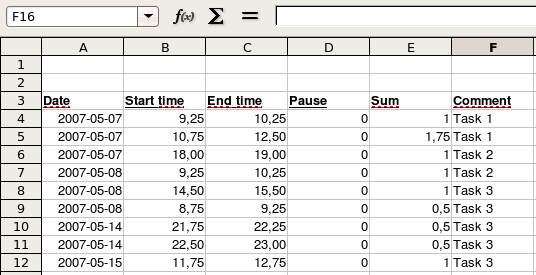 F16 f(x) Σ =
A B C D E F
1
2
3 Date Start time End time Pause Sum Comment
4 2007-05-07 9,25 10,25 0 1 Task 1
5 2007-05-07 10,75 12,50 0 1,75 Task 1
6 2007-05-07 18,00 19,00 0 1 Task 2
7 2007-05-08 9,25 10,25 0 1 Task 2
8 2007-05-08 14,50 15,50 0 1 Task 3
9 2007-05-08 8,75 9,25 0 0,5 Task 3
10 2007-05-14 21,75 22,25 0 0,5 Task 3
11 2007-05-14 22,50 23,00 0 0,5 Task 3
12 2007-05-15 11,75 12,75 0 1 Task 3